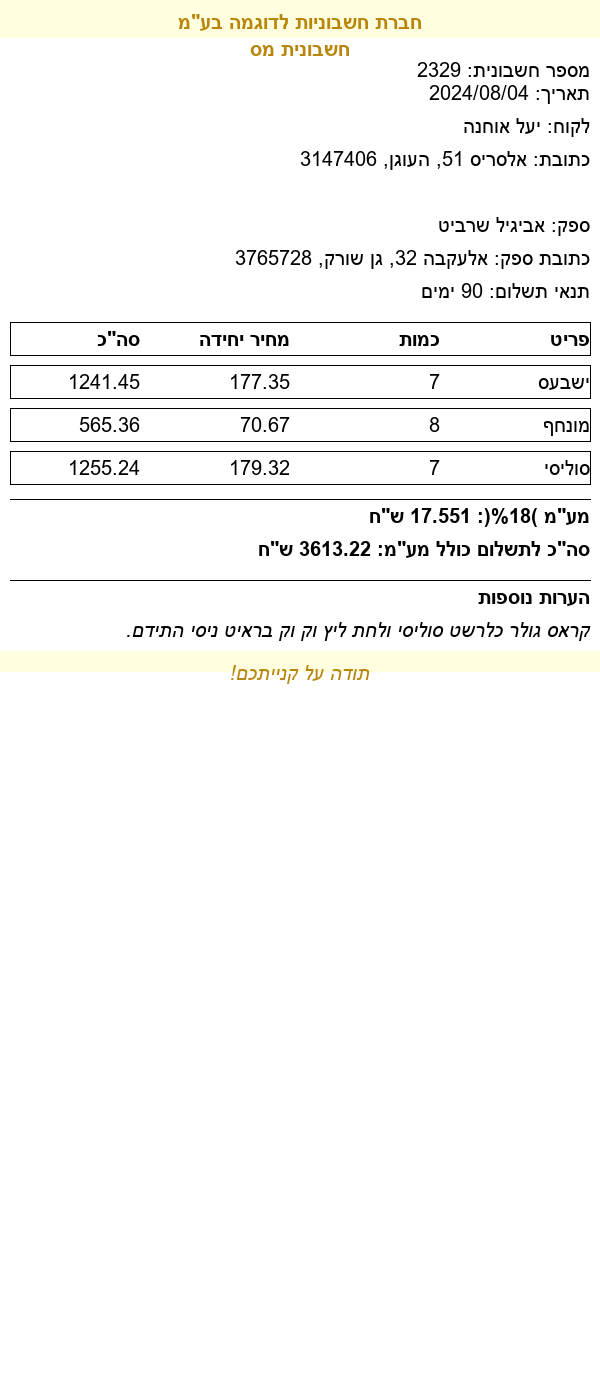 חברת חשבוניות לדוגמה בע"מ
חשבונית מס
מספר חשבונית: 2329
תאריך: 2024/08/04
לקוח: יעל אוחנה
כתובת: אלסריס 51, העוגן, 3147406
ספק: אביגיל שרביט
כתובת ספק: אלעקבה 32, גן שורק, 3765728
תנאי תשלום: 90 ימים
פריט כמות מחיר יחידה סה"כ
ישבעס 7 177.35 1241.45
מונחף 8 70.67 565.36
סוליסי 7 179.32 1255.24
מע"מ )18%(: 17.551 ש"ח
סה"כ לתשלום כולל מע"מ: 3613.22 ש"ח
הערות נוספות
קראס גולר כלרשט סוליסי ולחת ליץ וק וק בראיט ניסי התידם.
תודה על קנייתכם!